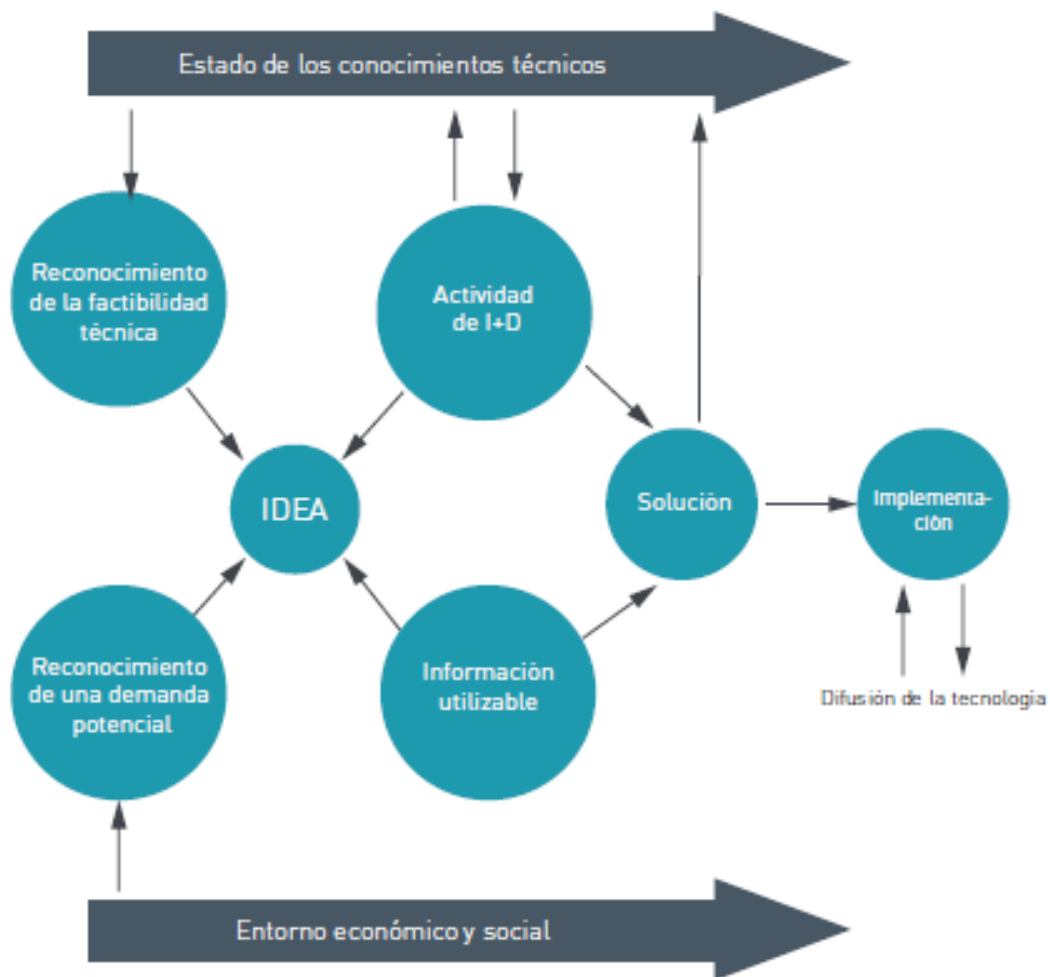 Estado de los conocimientos técnicos
Reconocimiento
de la factibilidad
técnica
Actividad
de I+D
IDEA
Solución
Implementa-
ción
Reconocimiento
de una demanda
potencial
Información
utilizable
Difusión de la tecnologia
Entorno económico y social